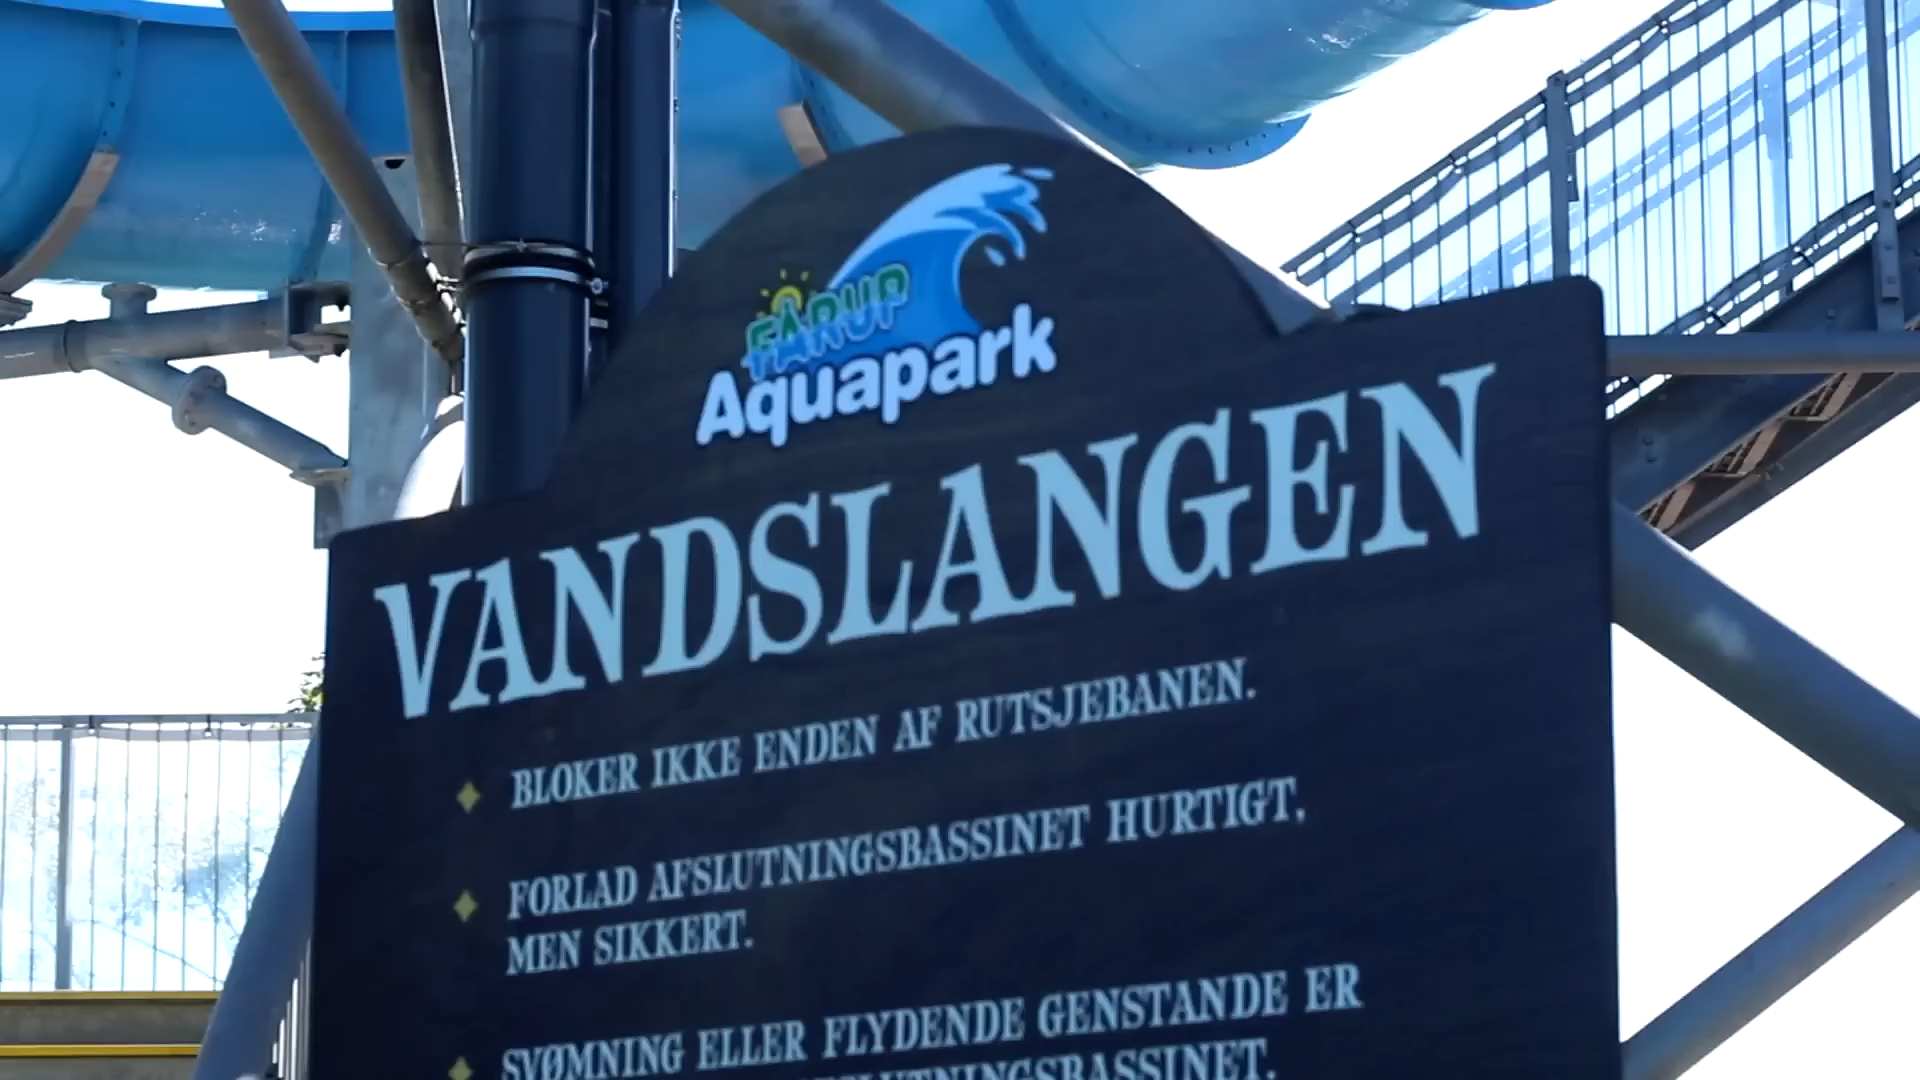 FÅRUP
Aquapark
VANDSLANGEN
BLOKER IKKE ENDEN AF RUTSJEBANEN.
FORLAD AFSLUTNINGSBASSINET HURTIGT,
MEN SIKKERT.
SVØMNING ELLER FLYDENDE GENSTANDE ER